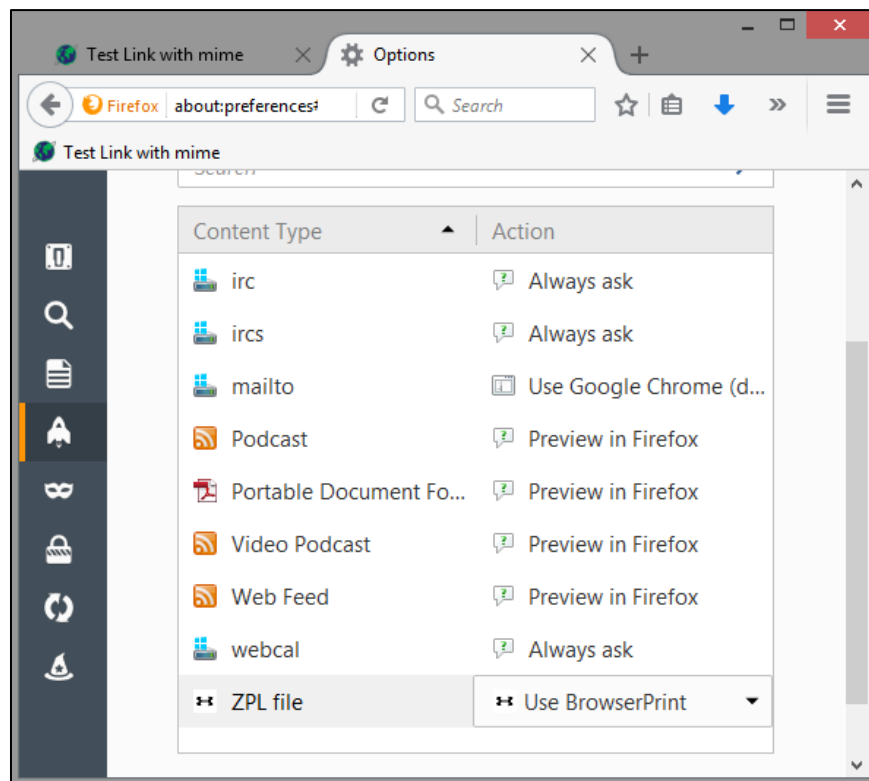 Test Link with mime
Options
Firefox about:preferences
Search
Test Link with mime
Search
Content Type Action
irc Always ask
ircs Always ask
mailto Use Google Chrome (d...
Podcast Preview in Firefox
Portable Document Fo... Preview in Firefox
Video Podcast Preview in Firefox
Web Feed Preview in Firefox
webcal Always ask
ZPL file Use BrowserPrint